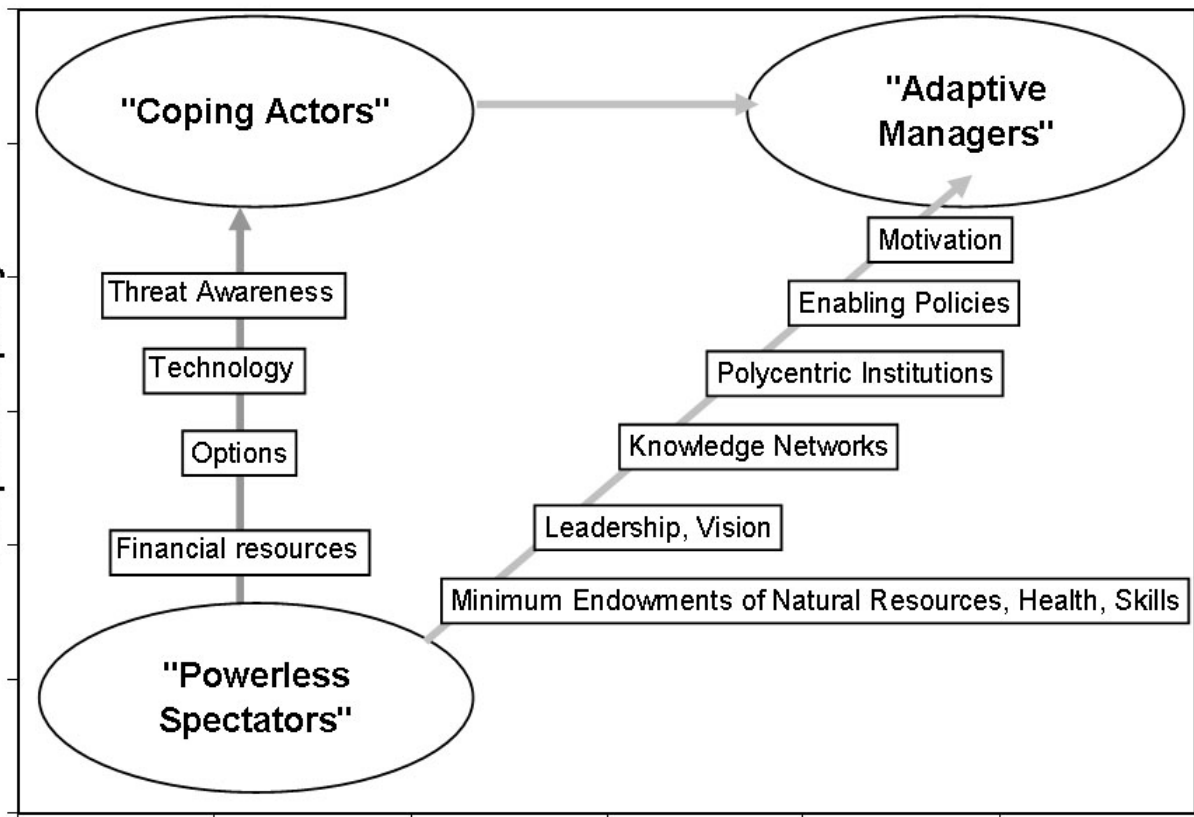 "Coping Actors"
"Adaptive
Managers"
Motivation
Threat Awareness
Enabling Policies
Technology
Polycentric Institutions
Options
Knowledge Networks
Leadership, Vision
Financial resources
Minimum Endowments of Natural Resources, Health, Skills
"Powerless
Spectators"